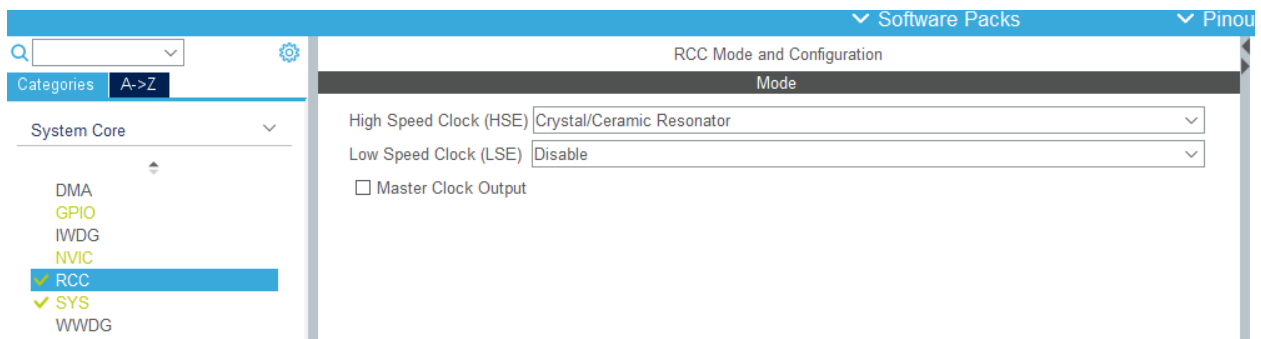 Software Packs
Pinou
RCC Mode and Configuration
Categories
A->Z
Mode
System Core
High Speed Clock (HSE) Crystal/Ceramic Resonator
Low Speed Clock (LSE) Disable
Master Clock Output
DMA
GPIO
IWDG
NVIC
RCC
SYS
WWDG